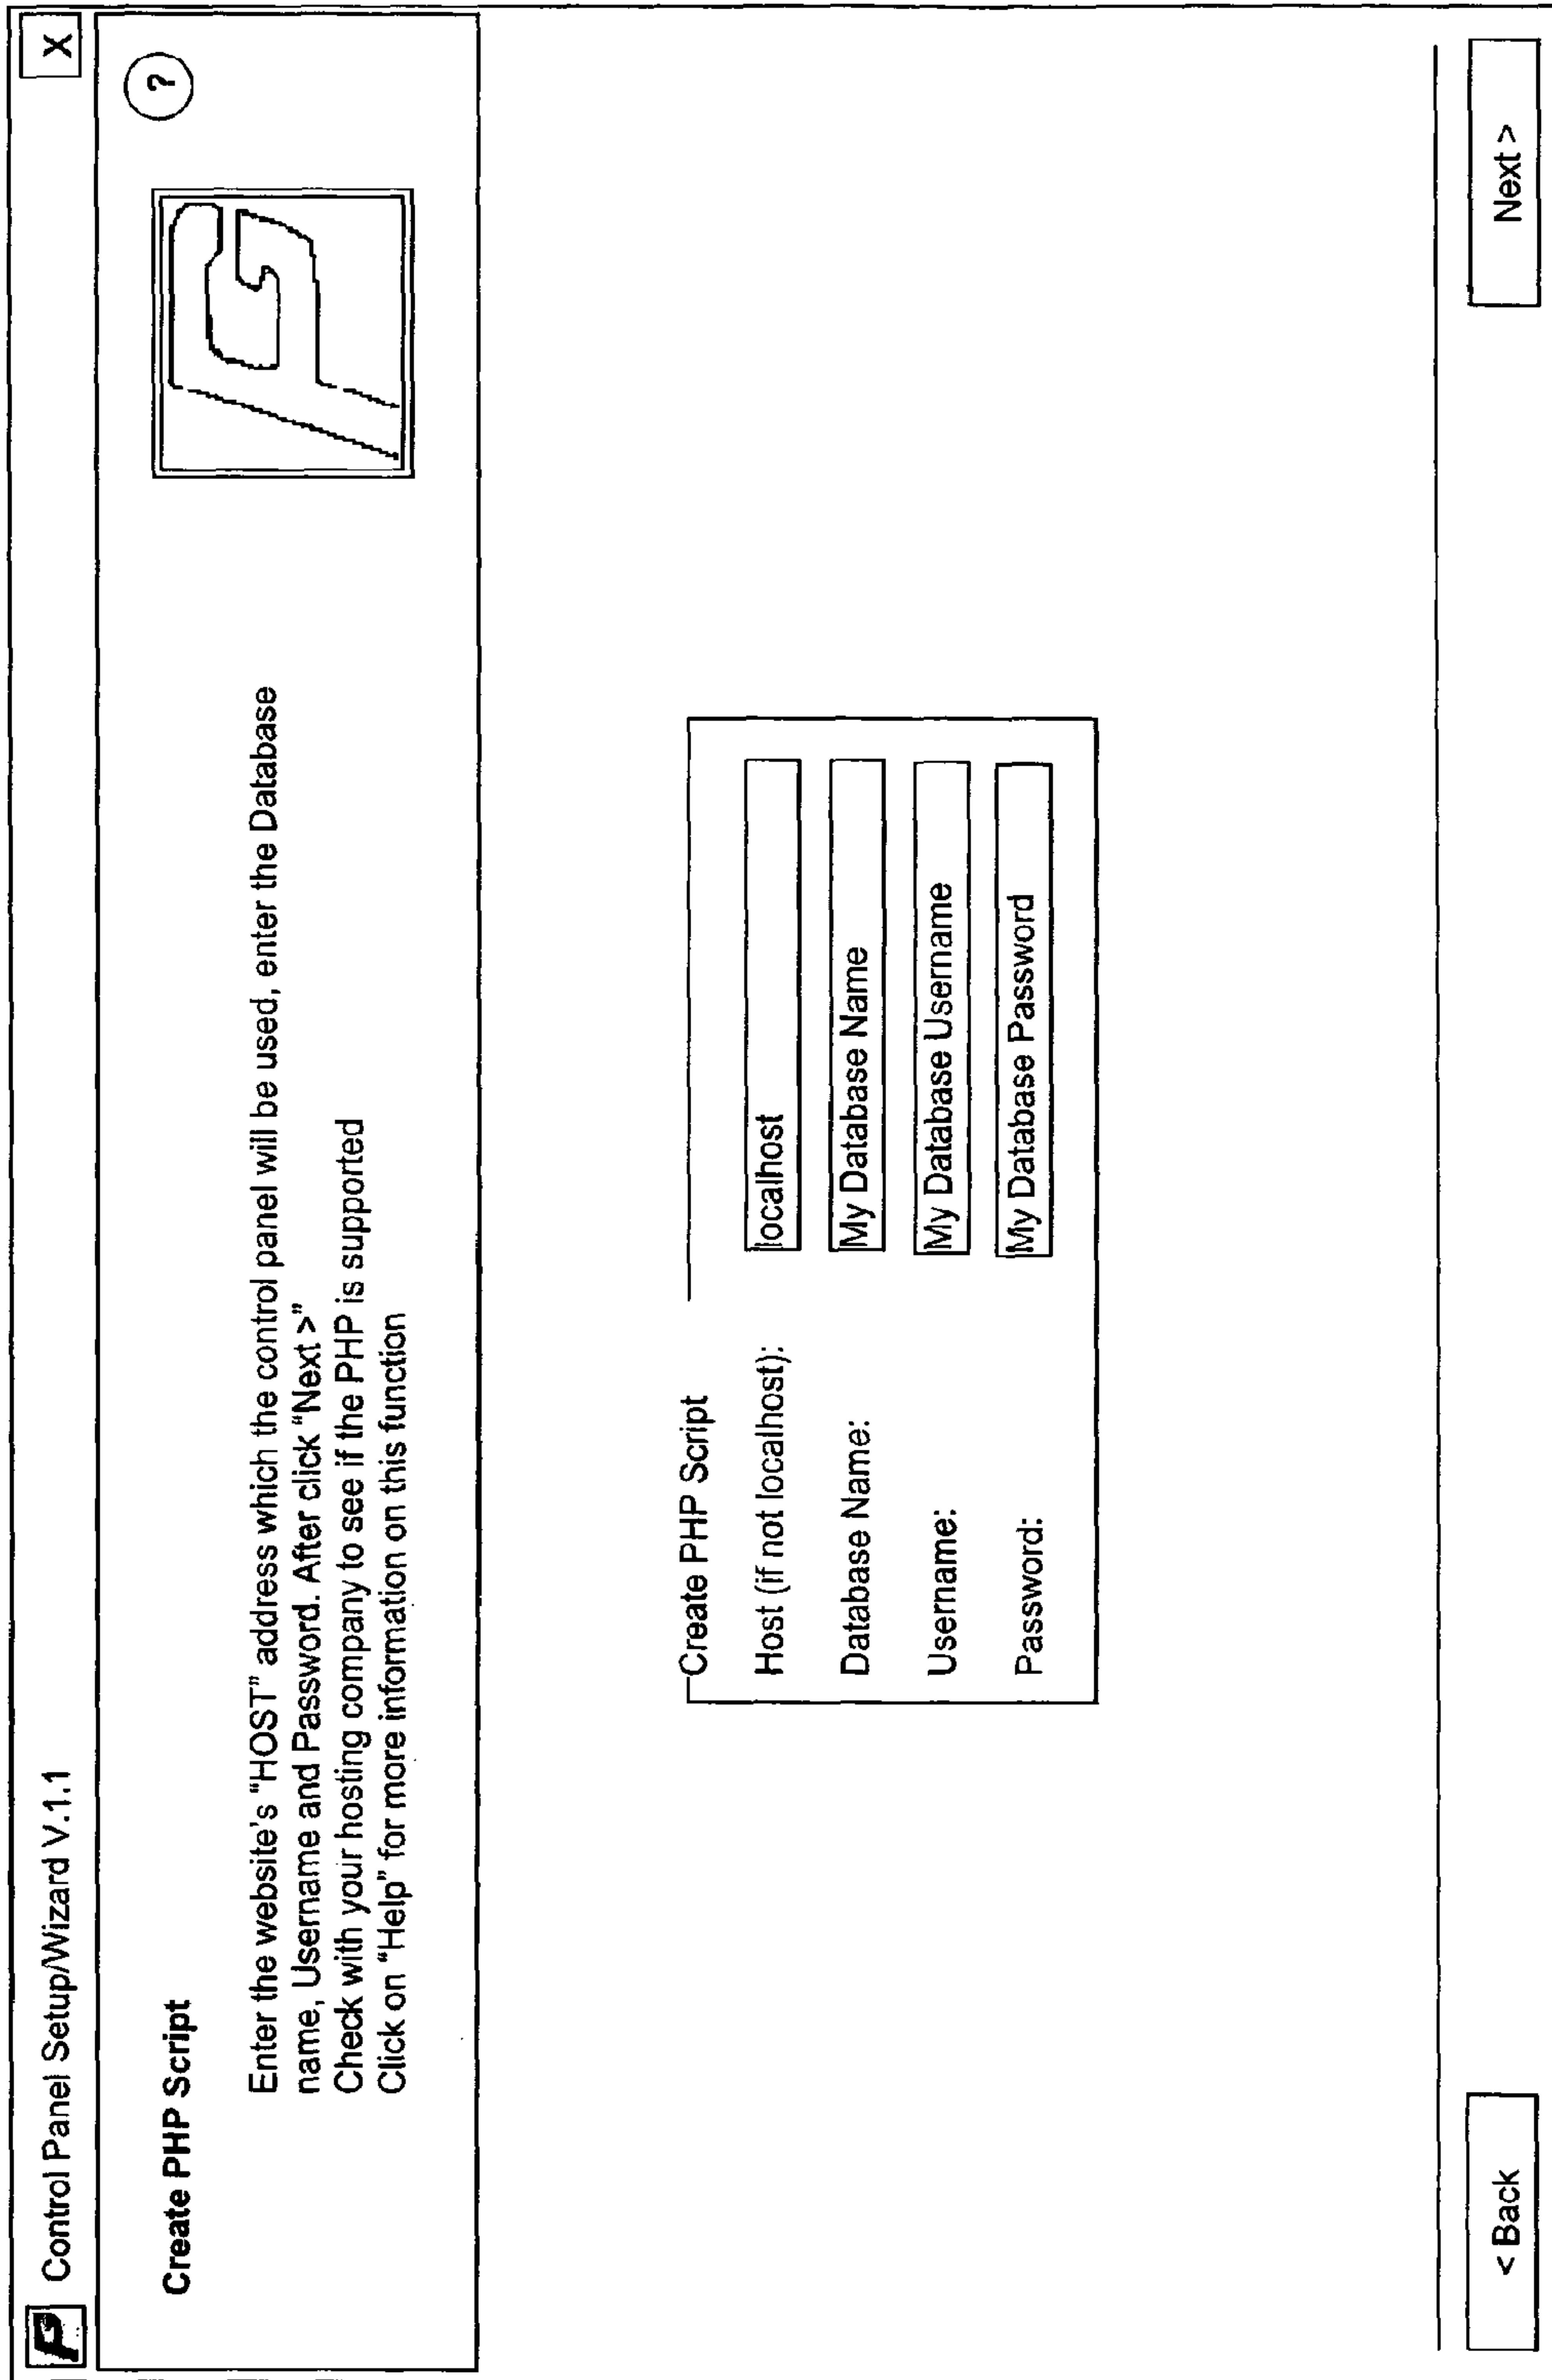 Control Panel Setup/Wizard V.1.1
X
Create PHP Script
?
Enter the website's "HOST" address which the control panel will be used, enter the Database
name, Username and Password. After click "Next >"
Check with your hosting company to see if the PHP is supported
Click on "Help" for more information on this function
Create PHP Script
Host (if not localhost): localhost
Database Name: My Database Name
Username: My Database Username
Password: My Database Password
< Back
Next >